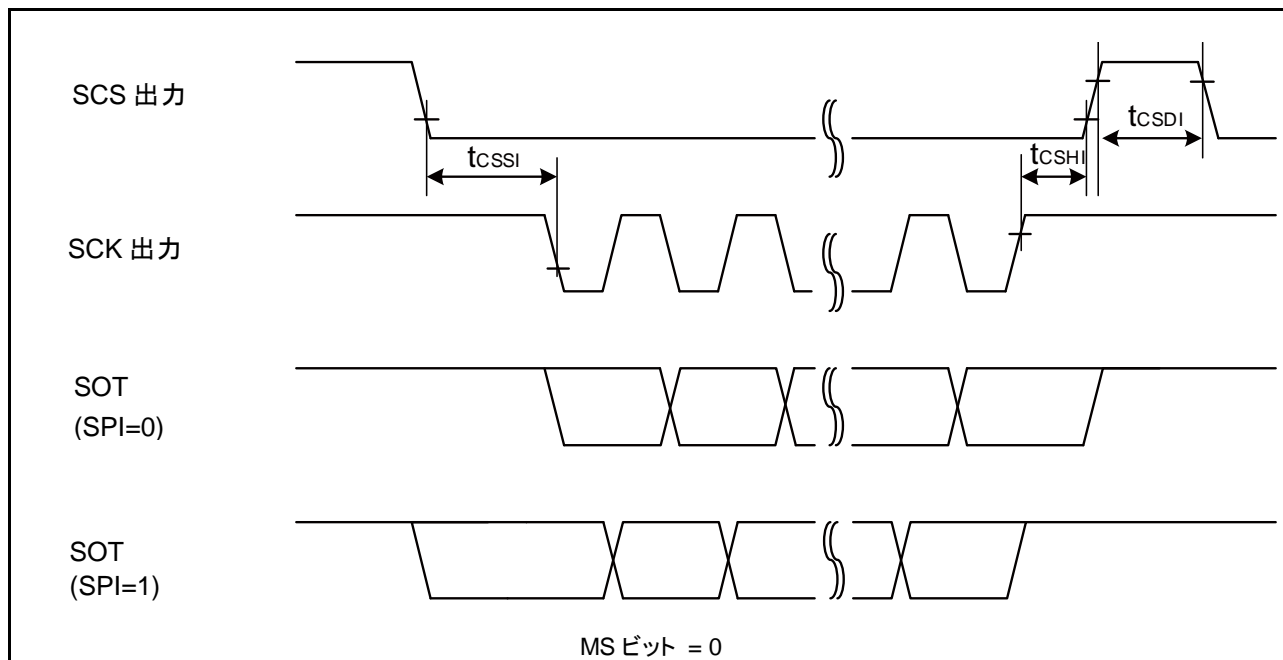 SCS 出力
tCSDI
tCSSI
tCSHI
SCK 出力
SOT
(SPI=0)
SOT
(SPI=1)
MS ビット = 0